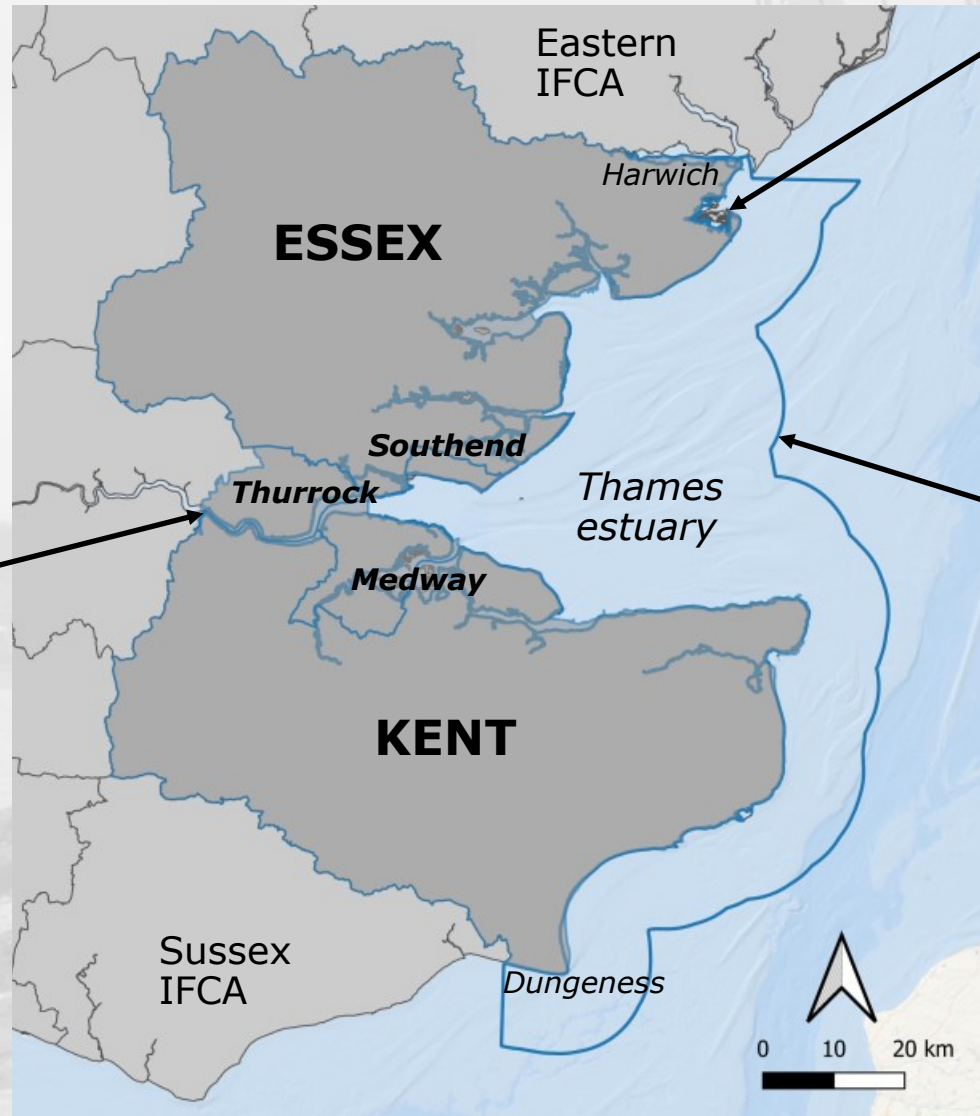 Eastern
IFCA
Harwich
ESSEX
Southend
Thurrock
Thames
estuary
Medway
KENT
Sussex
IFCA
Dungeness
0 10 20 km